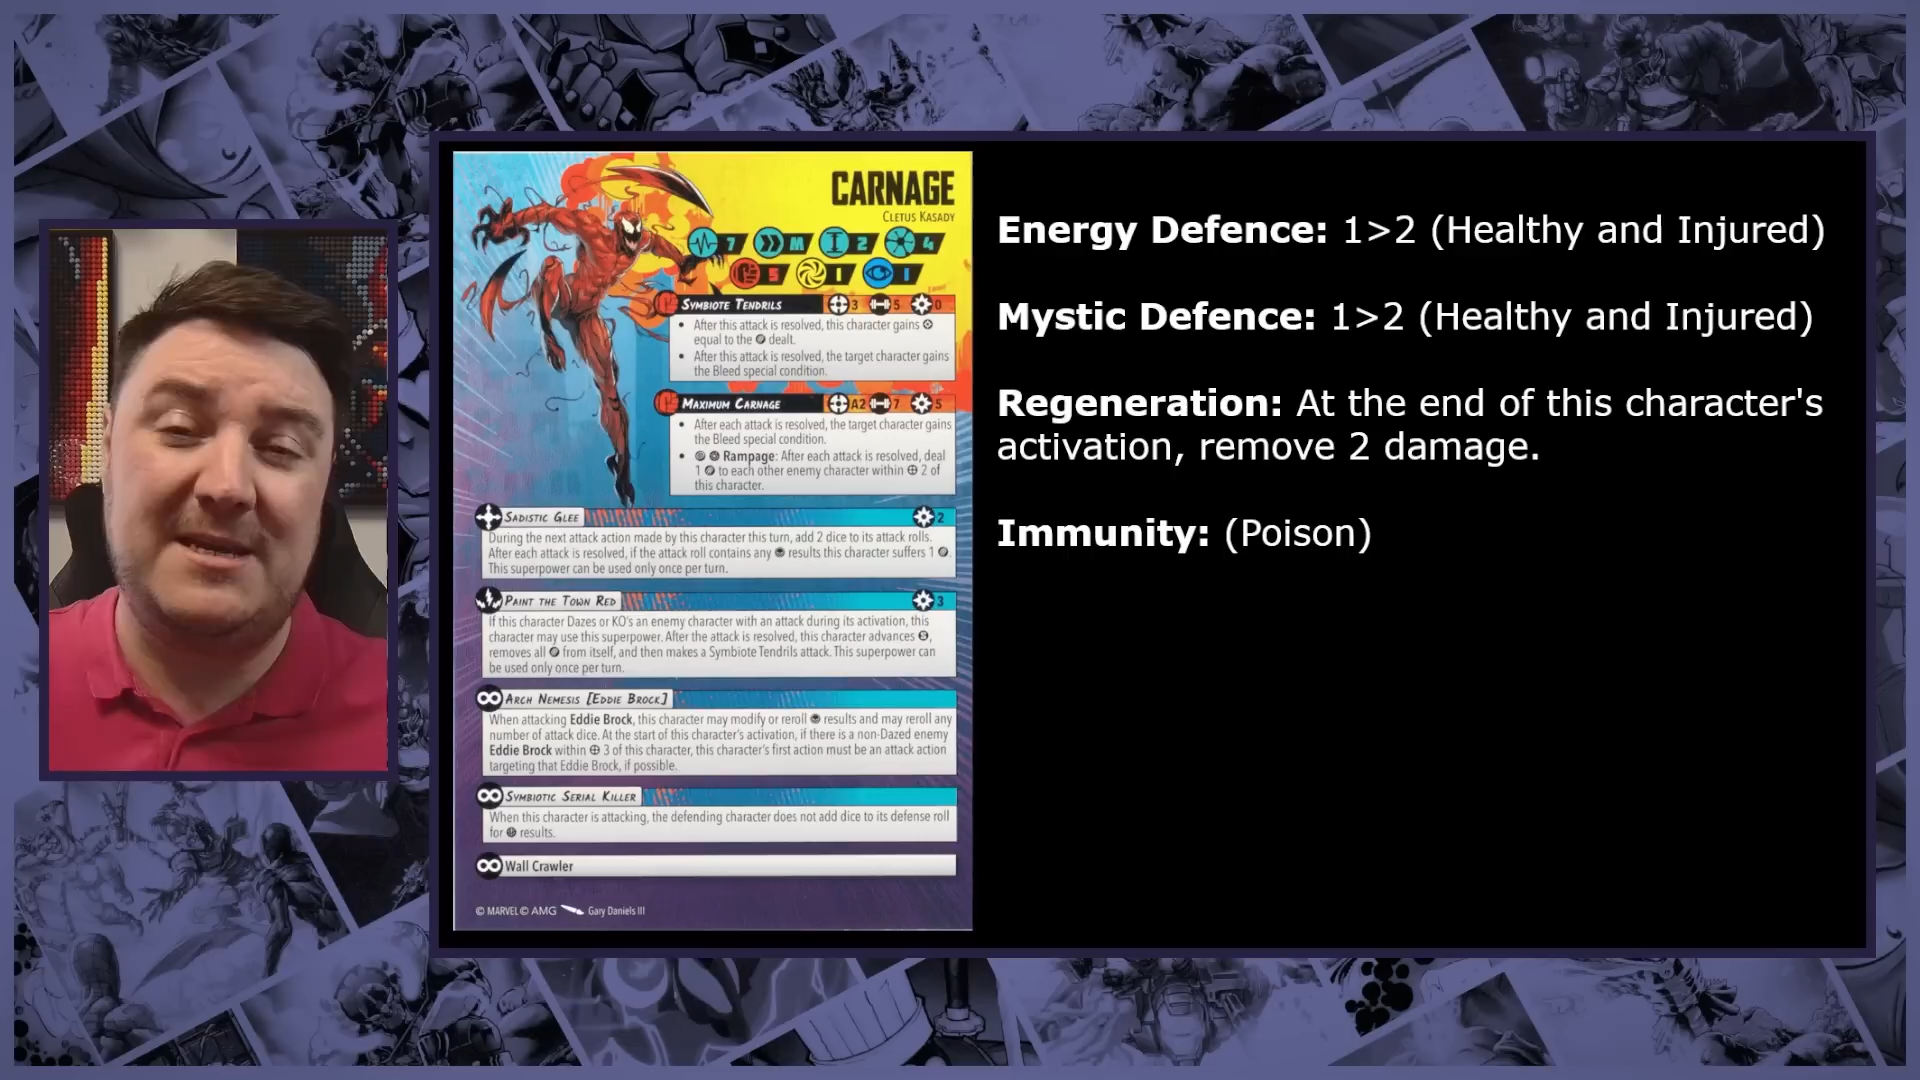 CARNAGE
CLETUS KASADY
7 M 2 4
5 1 1
SYMBIOTE TENDRILS 3 5 0
• After this attack is resolved, this character gains
equal to the dealt.
• After this attack is resolved, the target character gains
the Bleed special condition.
MAXIMUM CARNAGE A2 7 5
• After each attack is resolved, the target character gains
the Bleed special condition.
• Rampage: After each attack is resolved, deal
1 to each other enemy character within 2 of
this character.
SADISTIC GLEE 2
During the next attack action made by this character this turn, add 2 dice to its attack rolls.
After each attack is resolved, if the attack roll contains any results this character suffers 1 .
This superpower can be used only once per turn.
PAINT THE TOWN RED 3
If this character Dazes or KO's an enemy character with an attack during its activation, this
character may use this superpower. After the attack is resolved, this character advances S,
removes all from itself, and then makes a Symbiote Tendrils attack. This superpower can
be used only once per turn.
ARCH NEMESIS [EDDIE BROCK]
When attacking Eddie Brock, this character may modify or reroll results and may reroll any
number of attack dice. At the start of this character's activation, if there is a non-Dazed enemy
Eddie Brock within 3 of this character, this character's first action must be an attack action
targeting that Eddie Brock, if possible.
SYMBIOTIC SERIAL KILLER
When this character is attacking, the defending character does not add dice to its defense roll
for results.
Wall Crawler
© MARVEL © AMG Gary Daniels III
Energy Defence: 1>2 (Healthy and Injured)
Mystic Defence: 1>2 (Healthy and Injured)
Regeneration: At the end of this character's
activation, remove 2 damage.
Immunity: (Poison)